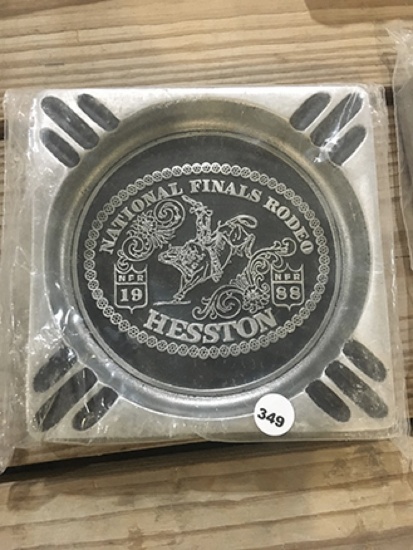 NATIONAL FINALS RODEO
NFR NFR
19 88
HESSTON
349